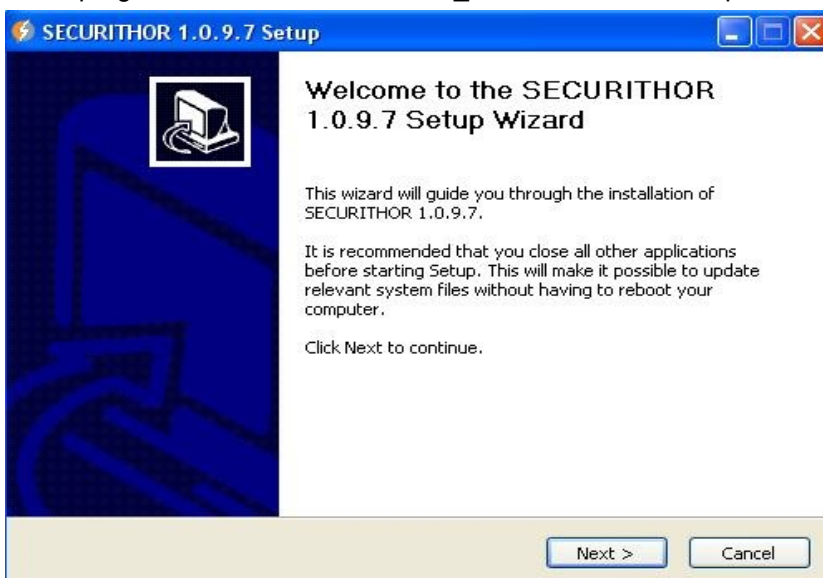 SECURITHOR 1.0.9.7 Setup
Welcome to the SECURITHOR
1.0.9.7 Setup Wizard
This wizard will guide you through the installation of
SECURITHOR 1.0.9.7.
It is recommended that you close all other applications
before starting Setup. This will make it possible to update
relevant system files without having to reboot your
computer.
Click Next to continue.
Next >
Cancel